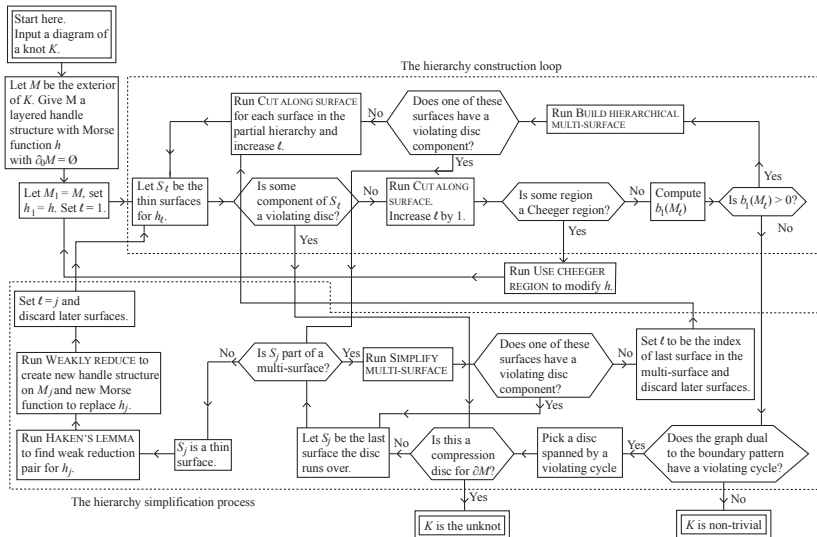 Start here.
Input a diagram of
a knot K.
The hierarchy construction loop
Let M be the exterior
of K. Give M a
layered handle
structure with Morse
function h
with ∂₀M = Ø
Run CUT ALONG SURFACE
for each surface in the
partial hierarchy and
increase ℓ.
No
Does one of these
surfaces have a
violating disc
component?
Yes
Run BUILD HIERARCHICAL
MULTI-SURFACE
Let M₁ = M, set
h₁ = h. Set ℓ = 1.
Let Sℓ be the
thin surfaces
for hℓ.
Is some
component of Sℓ
a violating disc?
No
Yes
Run CUT ALONG
SURFACE.
Increase ℓ by 1.
Is some region
a Cheeger region?
No
Yes
Compute
b₁(Mℓ)
Yes
Is b₁(Mℓ) > 0?
No
Run USE CHEEGER
REGION to modify h.
Set ℓ = j and
discard later surfaces.
No
Is Sⱼ part of a
multi-surface?
Yes
Run SIMPLIFY
MULTI-SURFACE
Does one of these
surfaces have a
violating disc
component?
No
Yes
Set ℓ to be the index
of last surface in the
multi-surface and
discard later surfaces.
Run WEAKLY REDUCE to
create new handle structure
on Mⱼ and new Morse
function to replace hⱼ.
Run HAKEN'S LEMMA
to find weak reduction
pair for hⱼ.
Sⱼ is a thin
surface.
Let Sⱼ be the last
surface the disc
runs over.
No
Is this a
compression
disc for ∂M?
Yes
Pick a disc
spanned by a
violating cycle
Yes
Does the graph dual
to the boundary pattern
have a violating cycle?
No
The hierarchy simplification process
K is the unknot
K is non-trivial